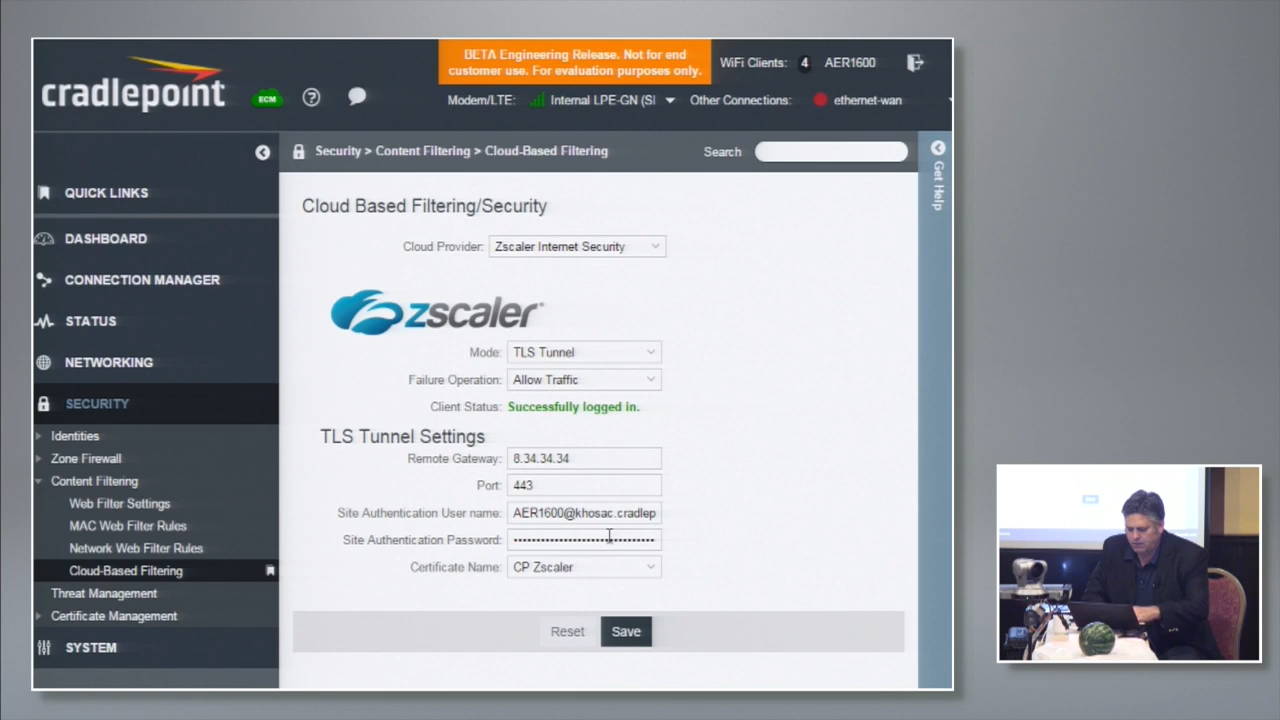 BETA Engineering Release. Not for end
customer use. For evaluation purposes only.
WiFi Clients: 4 AER1600
cradlepoint
ECM
Modem/LTE: Internal LPE-GN (SI Other Connections: ethernet-wan
Security > Content Filtering > Cloud-Based Filtering
Search
Get Help
QUICK LINKS
DASHBOARD
CONNECTION MANAGER
STATUS
NETWORKING
SECURITY
Identities
Zone Firewall
Content Filtering
Web Filter Settings
MAC Web Filter Rules
Network Web Filter Rules
Cloud-Based Filtering
Threat Management
Certificate Management
SYSTEM
Cloud Based Filtering/Security
Cloud Provider: Zscaler Internet Security
zscaler
Mode: TLS Tunnel
Failure Operation: Allow Traffic
Client Status: Successfully logged in.
TLS Tunnel Settings
Remote Gateway: 8.34.34.34
Port: 443
Site Authentication User name: AER1600@khosac.cradlep
Site Authentication Password:
Certificate Name: CP Zscaler
Reset Save